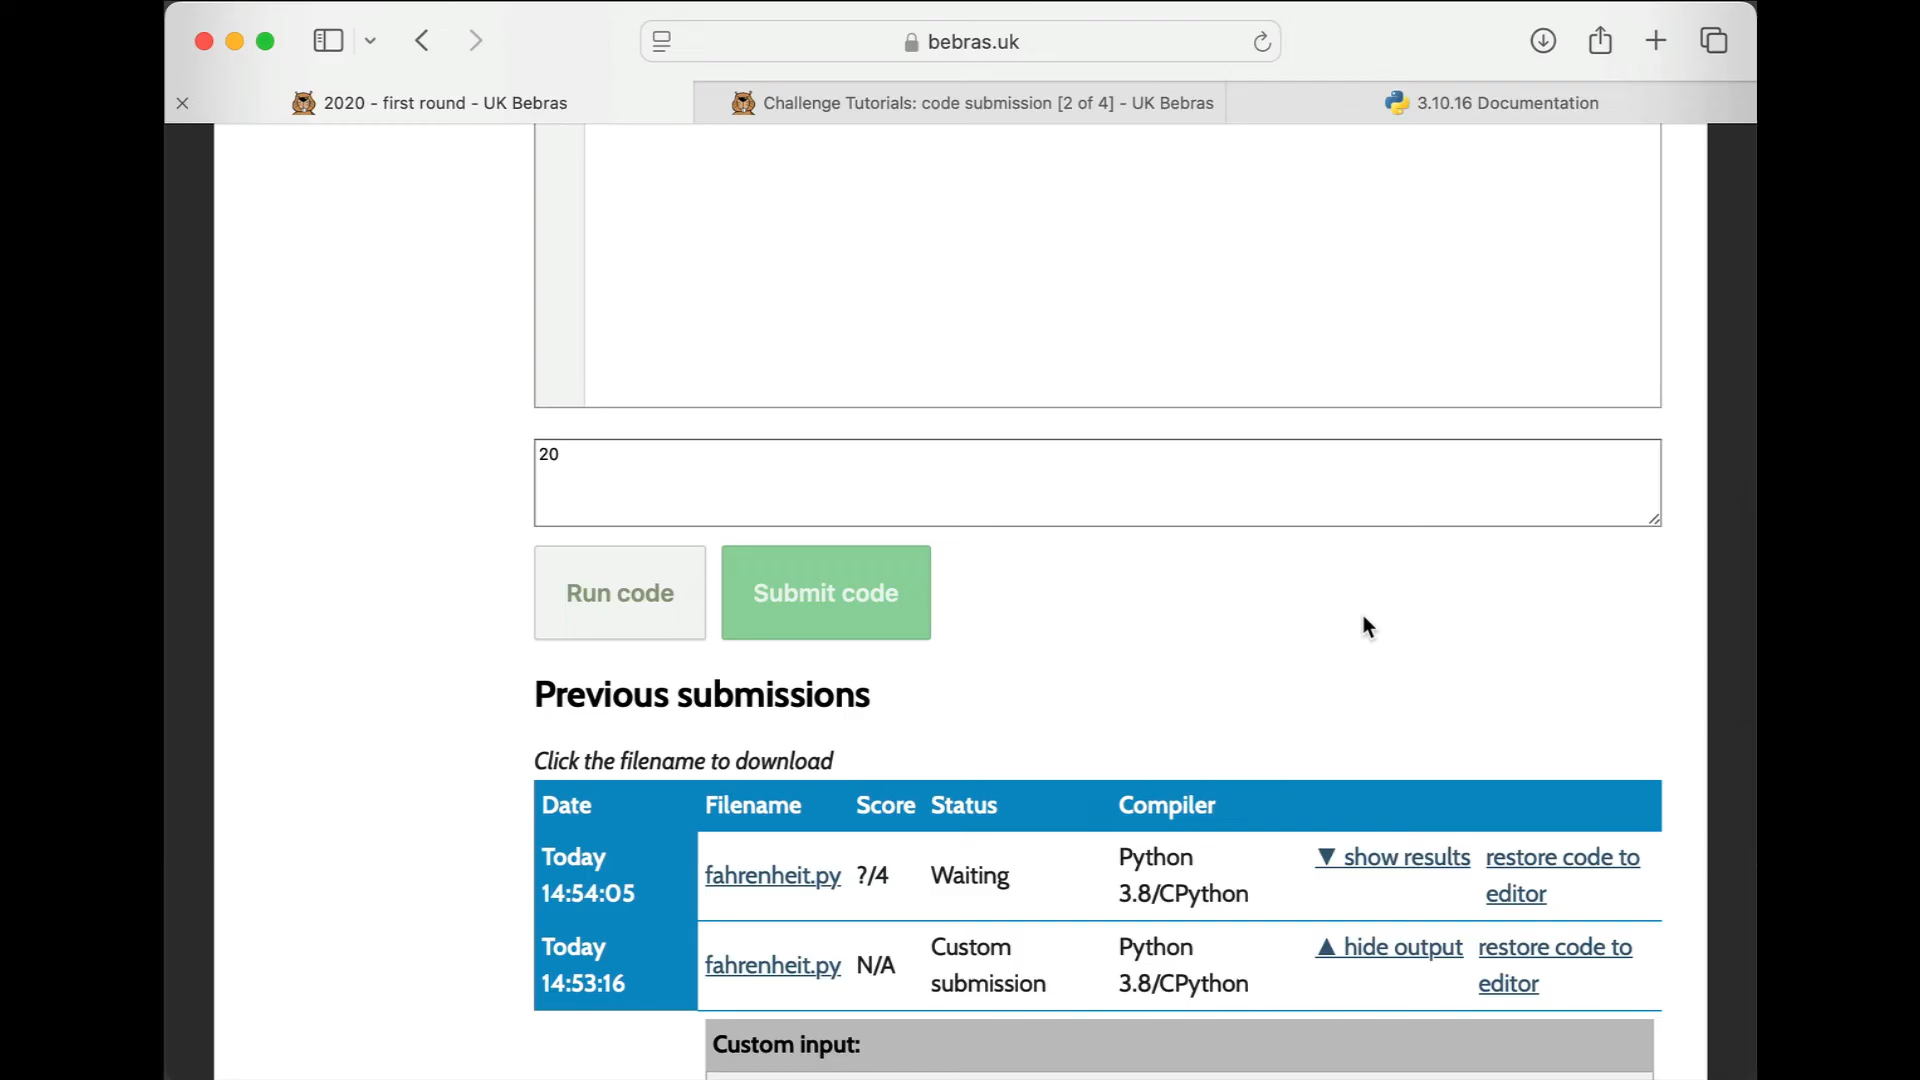 bebras.uk
2020 - first round - UK Bebras
Challenge Tutorials: code submission [2 of 4] - UK Bebras
3.10.16 Documentation
20
Run code
Submit code
Previous submissions
Click the filename to download
Date Filename Score Status Compiler
Today 14:54:05 fahrenheit.py ?/4 Waiting Python 3.8/CPython ▼ show results restore code to editor
Today 14:53:16 fahrenheit.py N/A Custom submission Python 3.8/CPython ▲ hide output restore code to editor
Custom input: